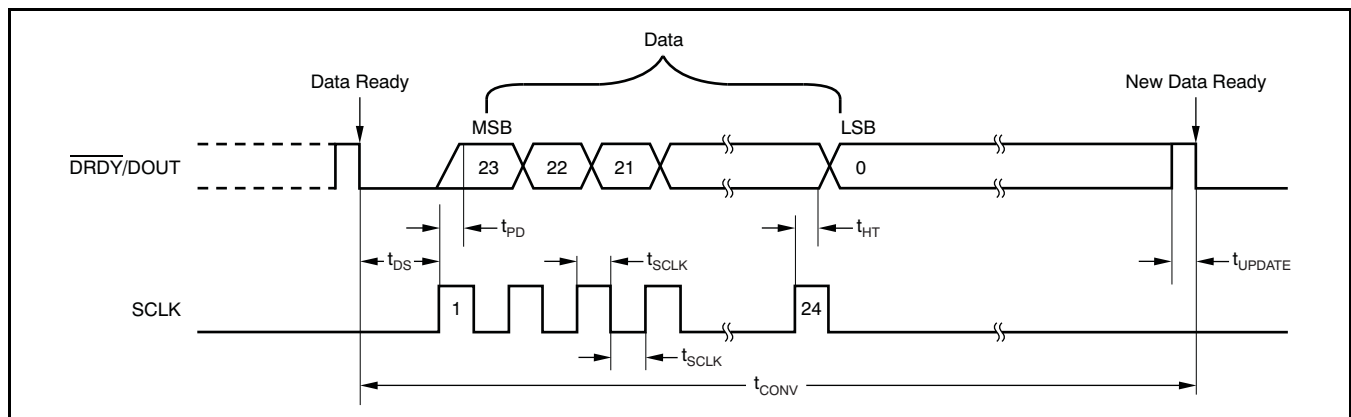 Data
Data Ready
New Data Ready
MSB
LSB
DRDY/DOUT
23
22
21
0
tPD
tHT
tDS
tSCLK
tUPDATE
SCLK
1
24
tSCLK
tCONV